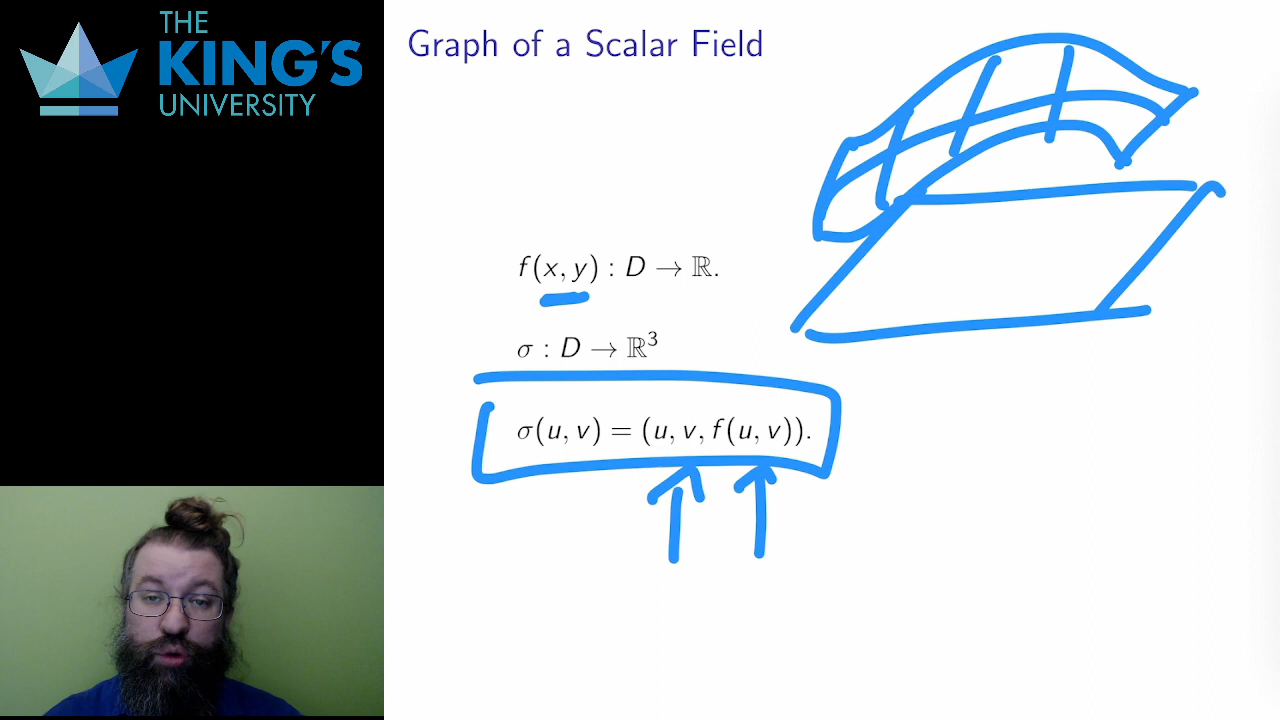 THE
KING'S
UNIVERSITY
Graph of a Scalar Field
f(x, y) : D → ℝ.
σ : D → ℝ³
σ(u, v) = (u, v, f(u, v)).